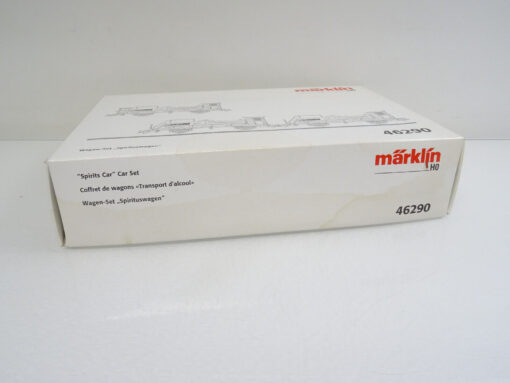 märklin
46290
Wagen-Set „Spirituswagen“
märklin
H0
"Spirits Car" Car Set
Coffret de wagons «Transport d'alcool»
Wagen-Set „Spirituswagen“
46290